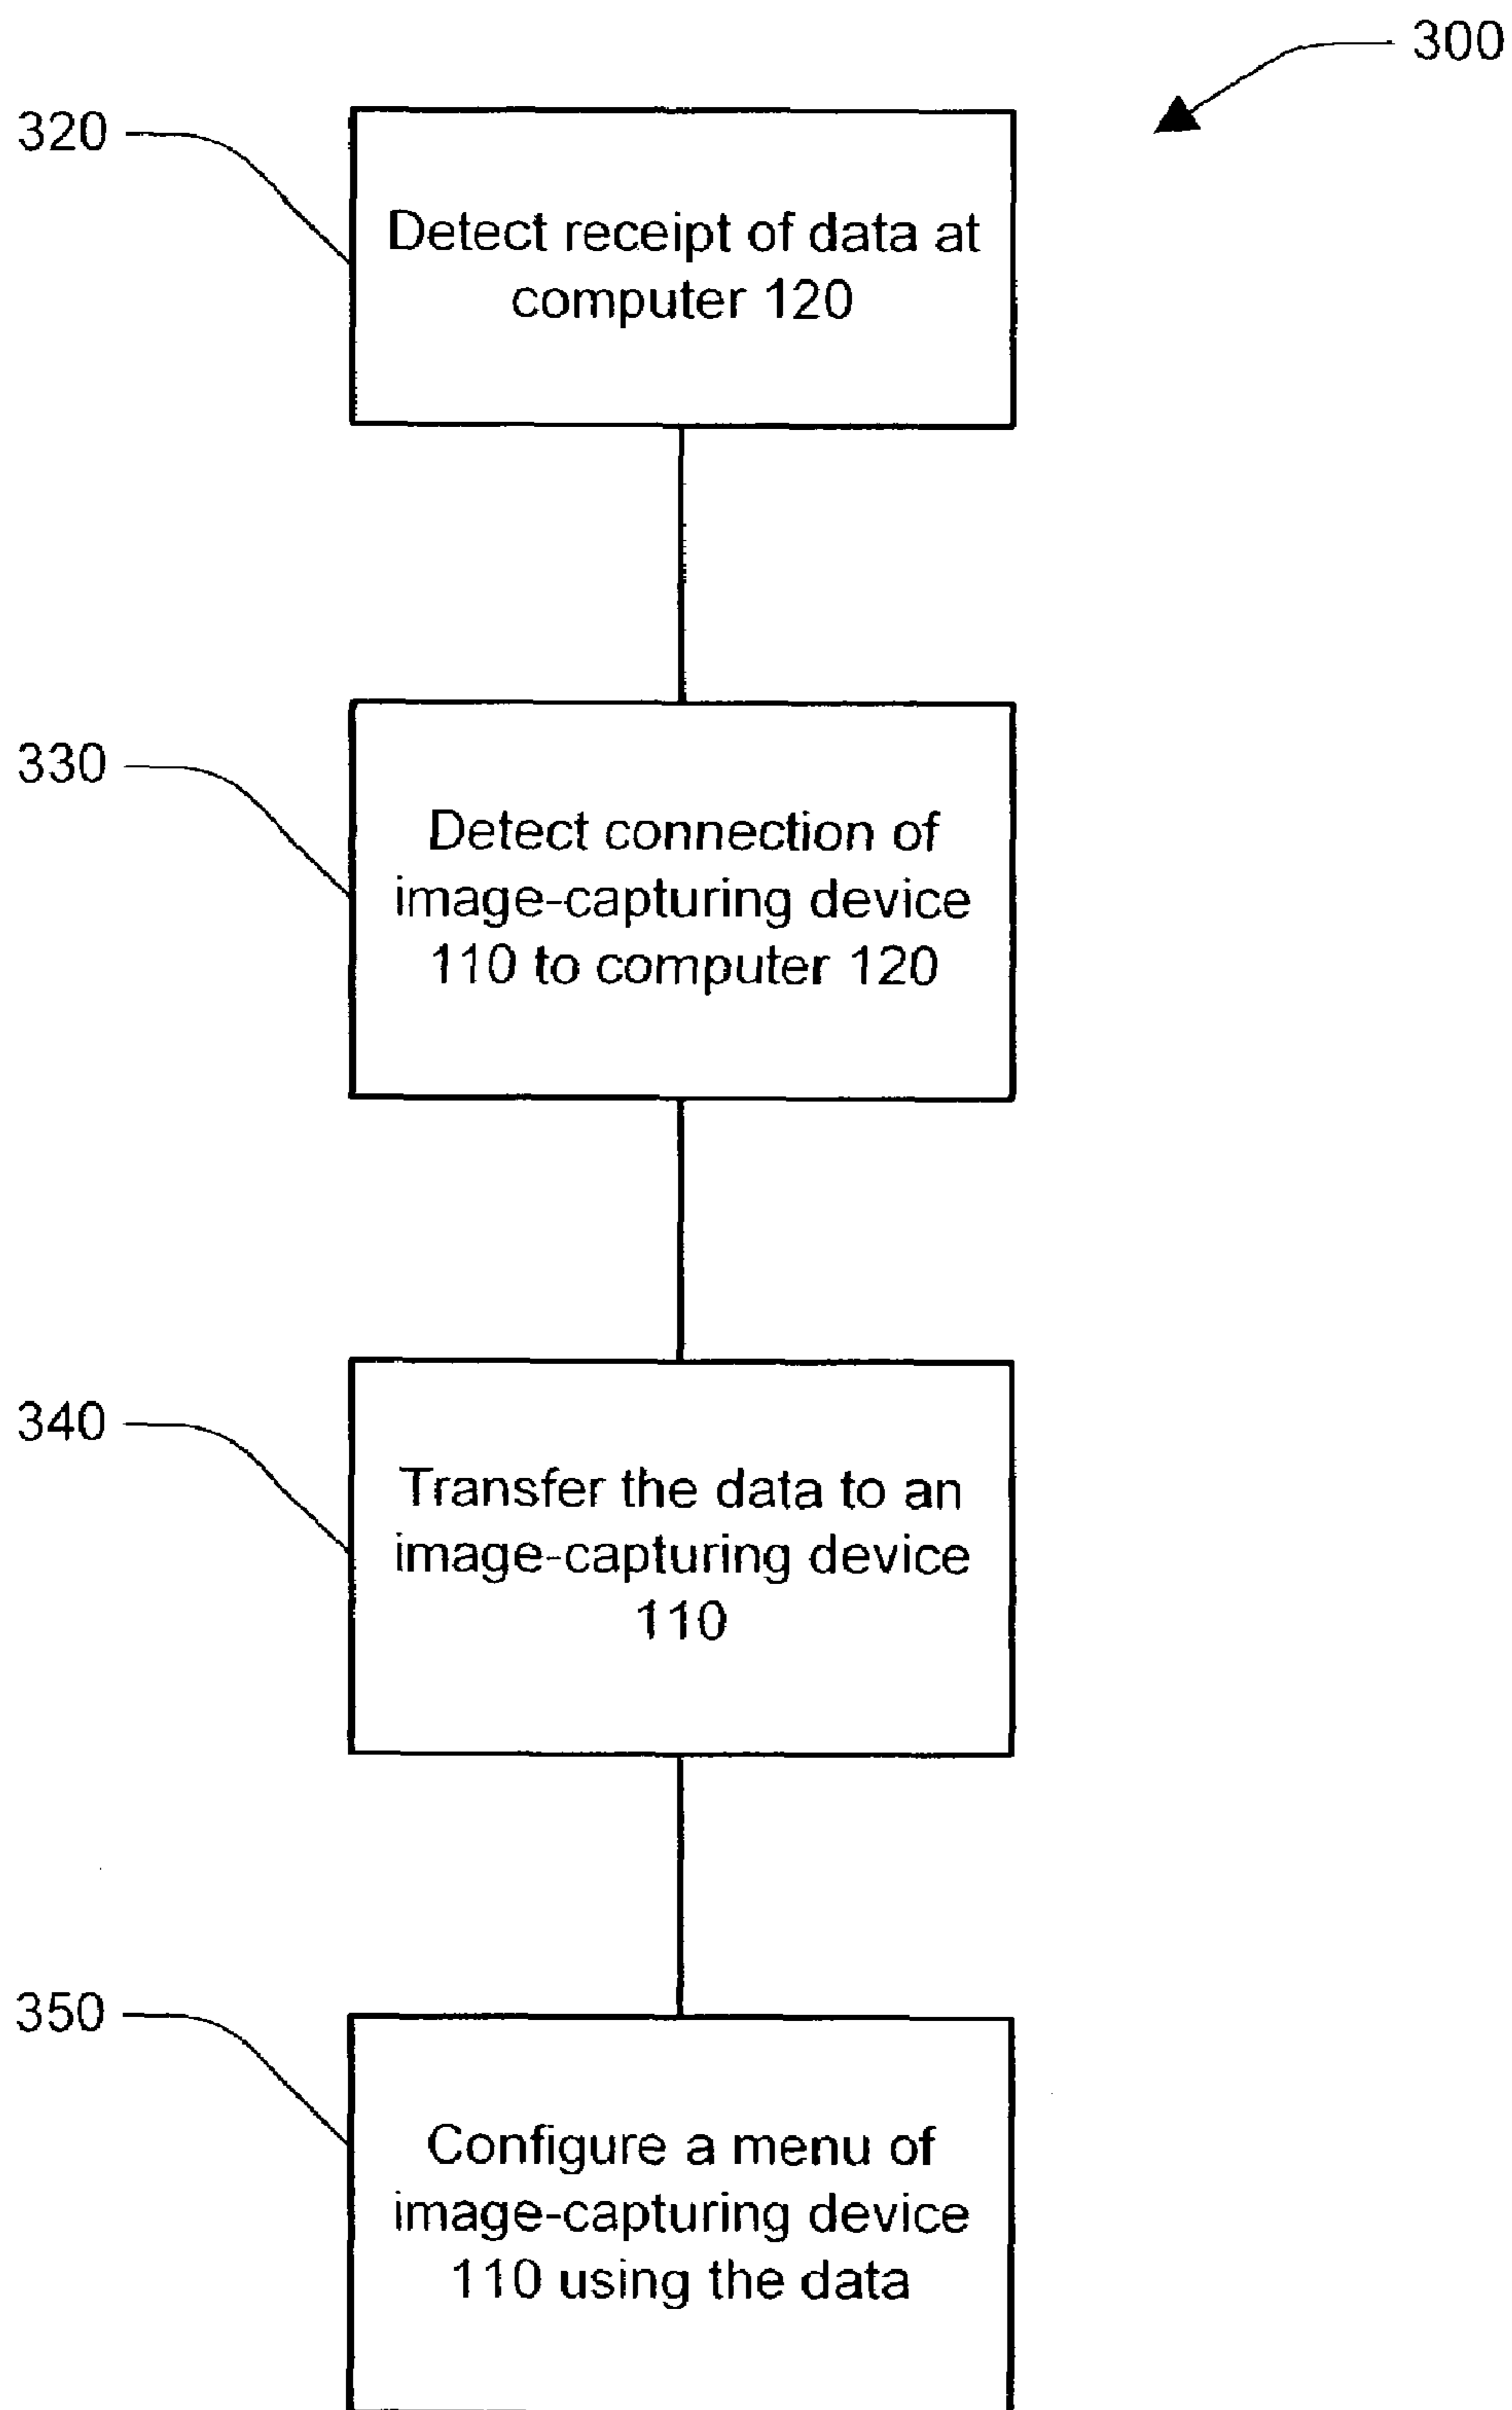 300
320
Detect receipt of data at
computer 120
330
Detect connection of
image-capturing device
110 to computer 120
340
Transfer the data to an
image-capturing device
110
350
Configure a menu of
image-capturing device
110 using the data